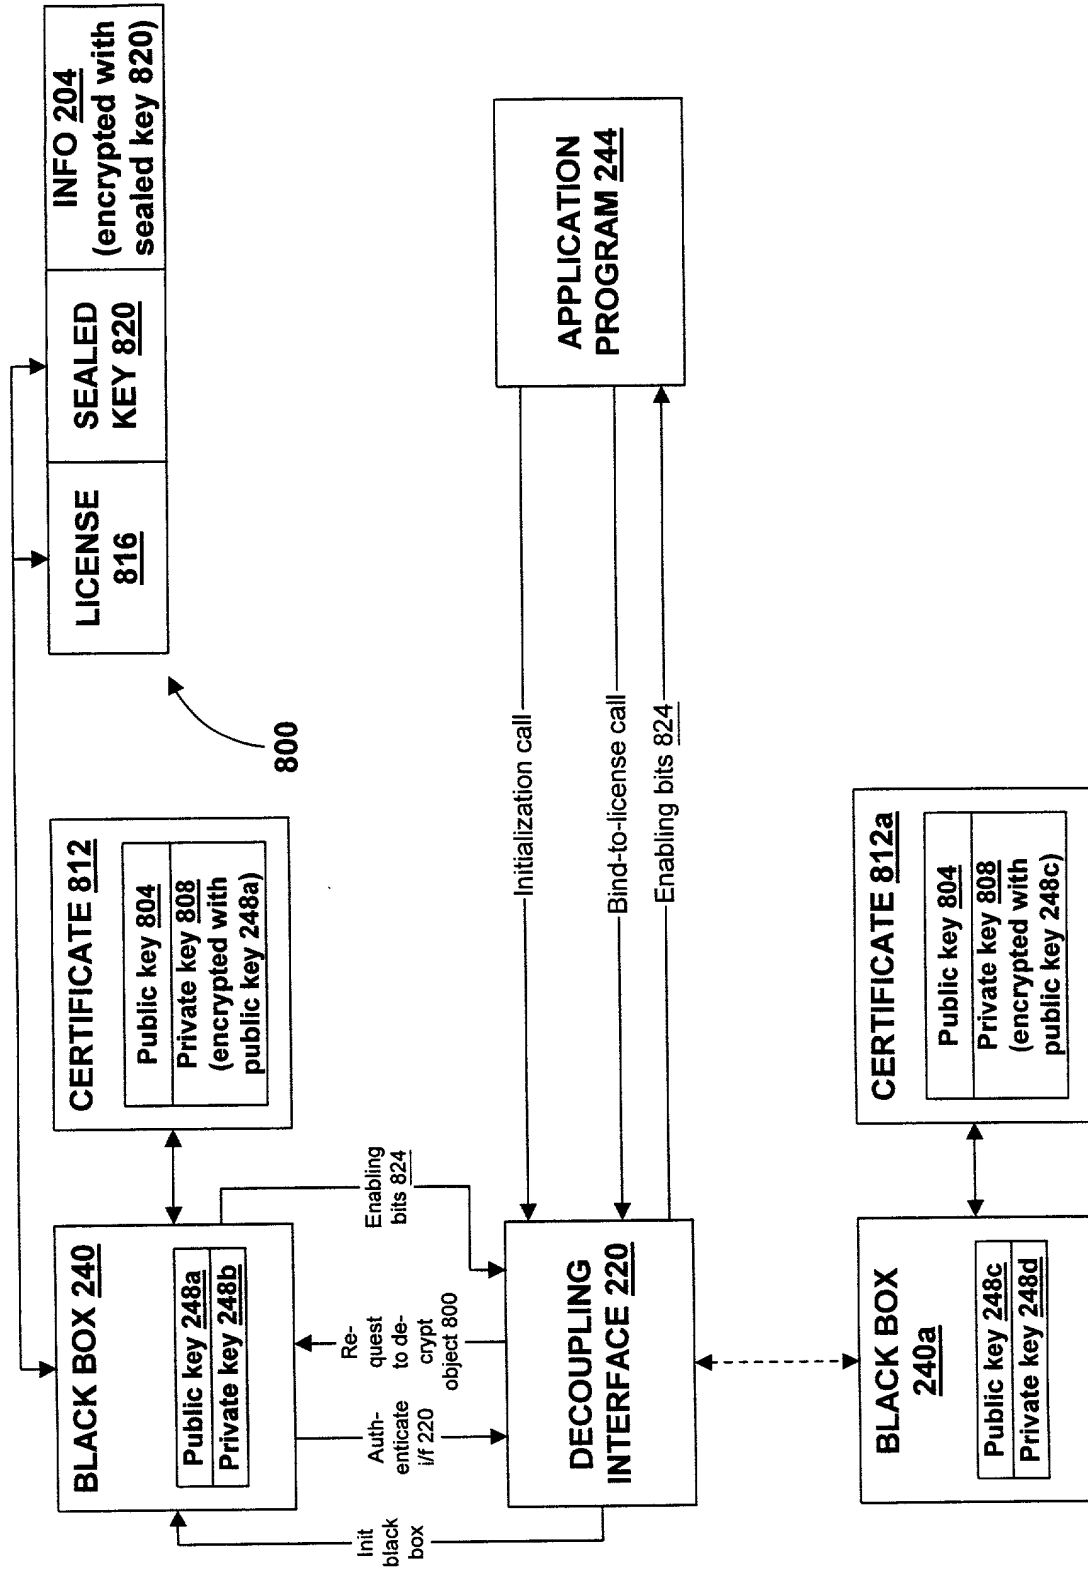 BLACK BOX 240
Public key 248a
Private key 248b
CERTIFICATE 812
Public key 804
Private key 808
(encrypted with
public key 248a)
800
LICENSE
816
SEALED
KEY 820
INFO 204
(encrypted with
sealed key 820)
Init
black
box
Auth-
enticate
i/f 220
Re-
quest
to de-
crypt
object 800
Enabling
bits 824
DECOUPLING
INTERFACE 220
Initialization call
Bind-to-license call
Enabling bits 824
APPLICATION
PROGRAM 244
BLACK BOX
240a
Public key 248c
Private key 248d
CERTIFICATE 812a
Public key 804
Private key 808
(encrypted with
public key 248c)